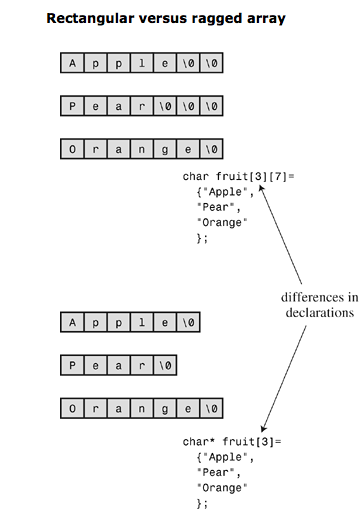 Rectangular versus ragged array
A p p l e \0 \0
P e a r \0 \0 \0
O r a n g e \0
char fruit[3][7]=
{"Apple",
"Pear",
"Orange"
};
differences in
declarations
A p p l e \0
P e a r \0
O r a n g e \0
char* fruit[3]=
{"Apple",
"Pear",
"Orange"
};